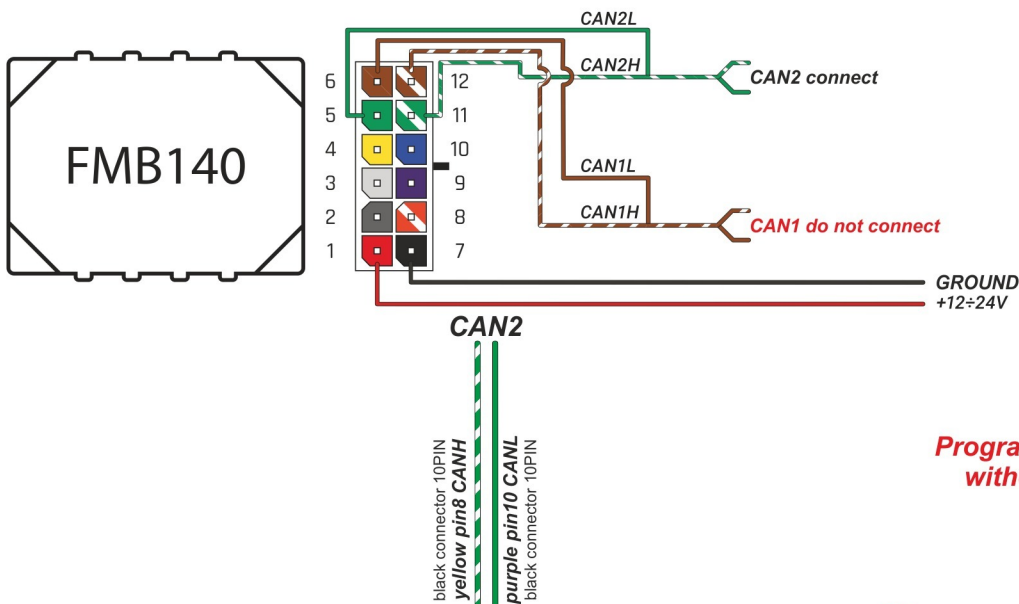 FMB140
CAN2L
CAN2H
CAN2 connect
6 12
5 11
4 10
3 9
2 8
1 7
CAN1L
CAN1H
CAN1 do not connect
GROUND
+12÷24V
CAN2
black connector 10PIN
yellow pin8 CANH
purple pin10 CANL
black connector 10PIN
Progra
with